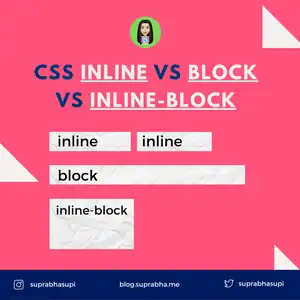 CSS INLINE VS BLOCK
VS INLINE-BLOCK
inline inline
block
inline-block
suprabhasupi blog.suprabha.me suprabhasupi